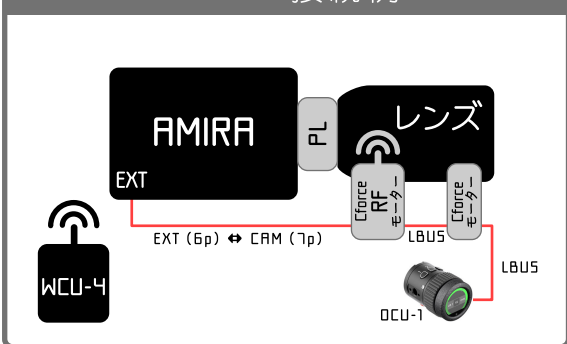 AMIRA
PL
レンズ
EXT
Cforce
RF
モーター
Cforce
モーター
EXT (6p) ⇔ CAM (7p)
LBUS
LBUS
WCU-4
OCU-1